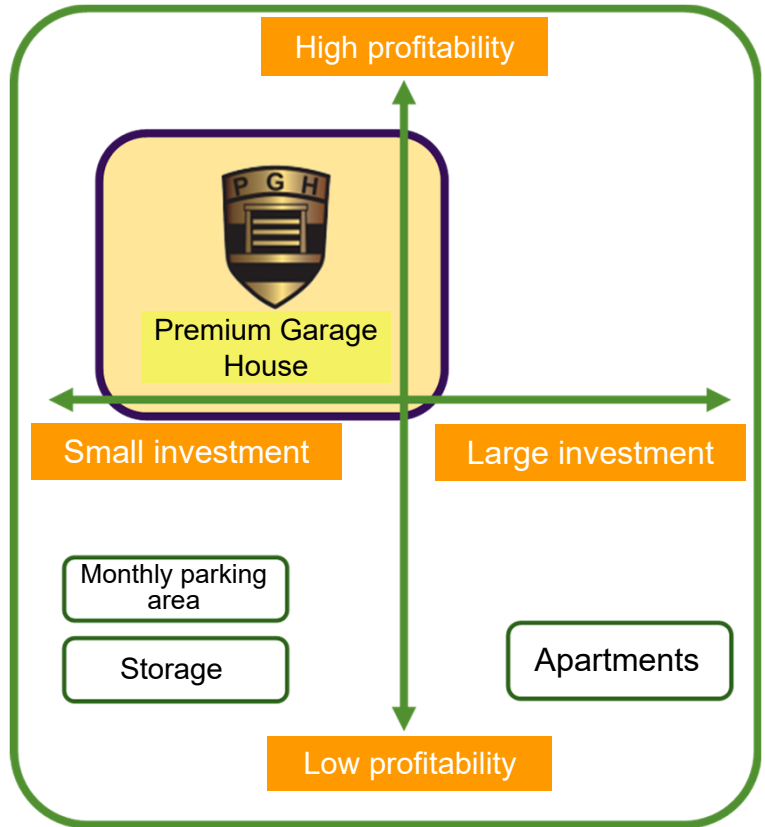 High profitability
P G H
Premium Garage
House
Small investment
Large investment
Monthly parking
area
Storage
Apartments
Low profitability